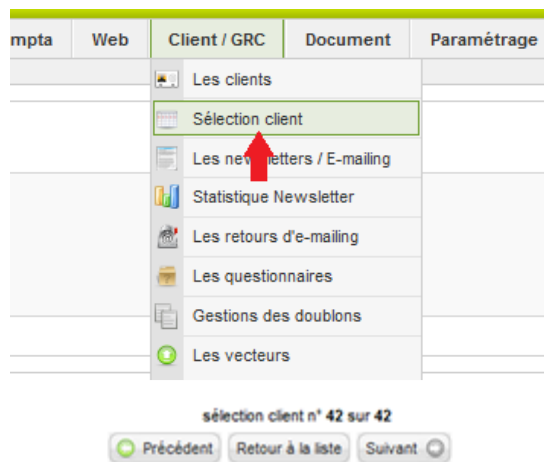 mpta Web Client / GRC Document Paramétrage
Les clients
Sélection client
Les newsletters / E-mailing
Statistique Newsletter
Les retours d'e-mailing
Les questionnaires
Gestions des doublons
Les vecteurs
sélection client n° 42 sur 42
Précédent Retour à la liste Suivant